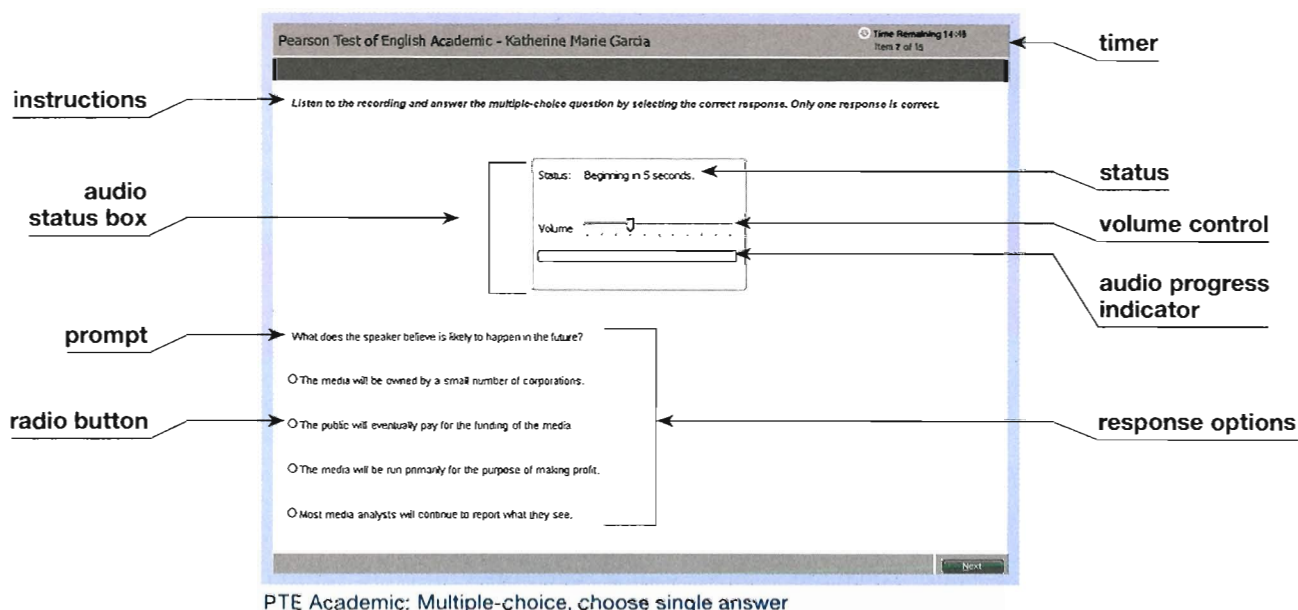 Pearson Test of English Academic - Katherine Marie Garcia
Time Remaining 14:48
Item 7 of 15
timer
instructions
Listen to the recording and answer the multiple-choice question by selecting the correct response. Only one response is correct.
audio
status box
Status: Beginning in 5 seconds.
status
Volume
volume control
audio progress
indicator
prompt
What does the speaker believe is likely to happen in the future?
The media will be owned by a small number of corporations.
radio button
The public will eventually pay for the funding of the media
response options
The media will be run primarily for the purpose of making profit.
Most media analysts will continue to report what they see.
Next
PTE Academic: Multiple-choice, choose single answer